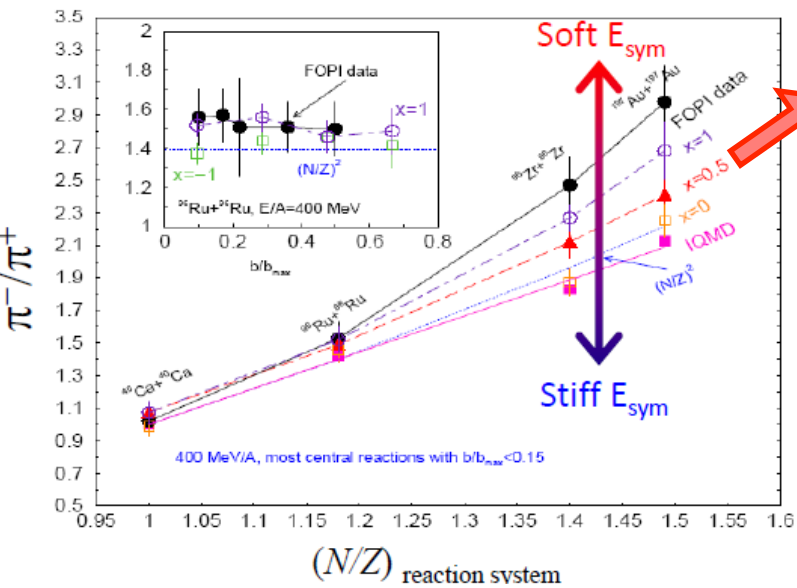 3.5
3.3
3.1
2.9
2.7
2.5
2.3
2.1
1.9
1.7
1.5
1.3
1.1
0.9
0.7
0.5
π⁻/π⁺
0.95 1 1.05 1.1 1.15 1.2 1.25 1.3 1.35 1.4 1.45 1.5 1.55 1.6
(N/Z) reaction system
2
1.8
1.6
1.4
1.2
1
0 0.2 0.4 0.6 0.8
b/bmax
FOPI data
x=1
x=−1
(N/Z)²
⁹⁶Ru+⁹⁶Ru, E/A=400 MeV
Soft Esym
¹⁹⁷Au+¹⁹⁷Au
FOPI data
x=1
x=0.5
x=0
IQMD
(N/Z)²
⁹⁶Zr+⁹⁶Zr
⁹⁶Ru+⁹⁶Ru
⁴⁰Ca+⁴⁰Ca
Stiff Esym
400 MeV/A, most central reactions with b/bmax<0.15